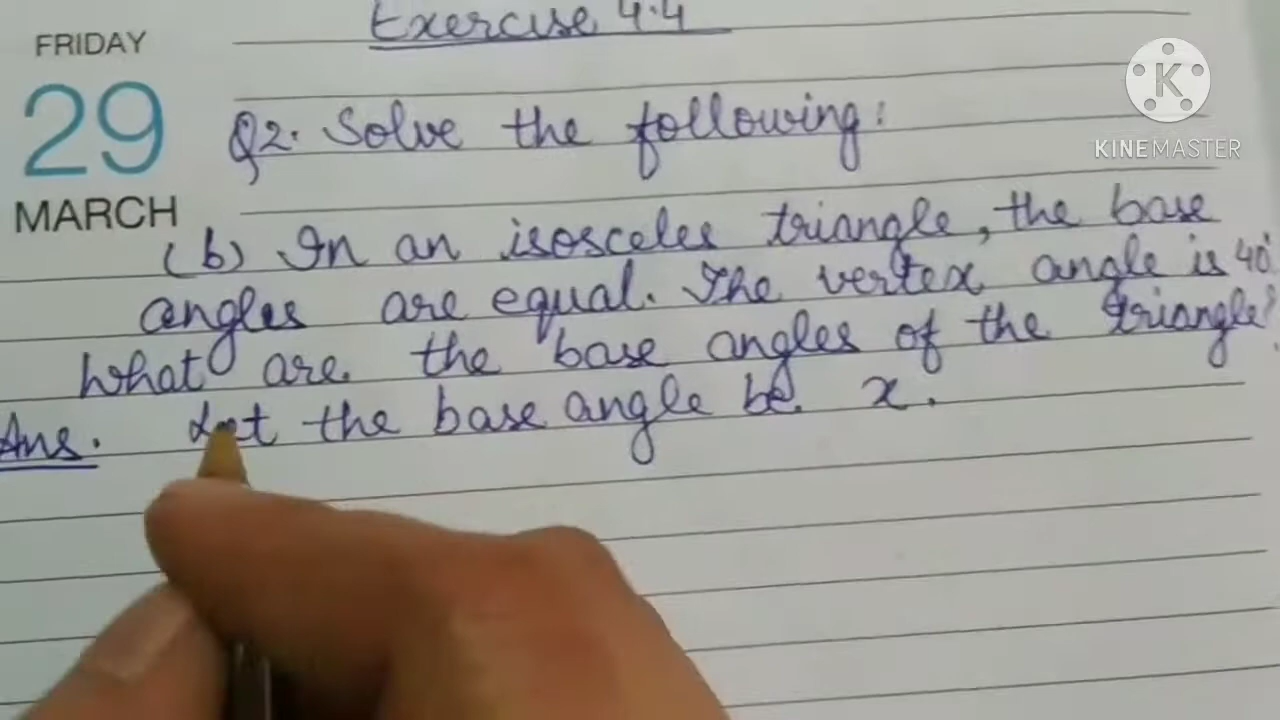 Exercise 4.4
FRIDAY
29
MARCH
K
KINEMASTER
Q2. Solve the following:
(b) In an isosceles triangle, the base
angles are equal. The vertex angle is 40°
What are the base angles of the triangle?
Ans. Let the base angle be x.